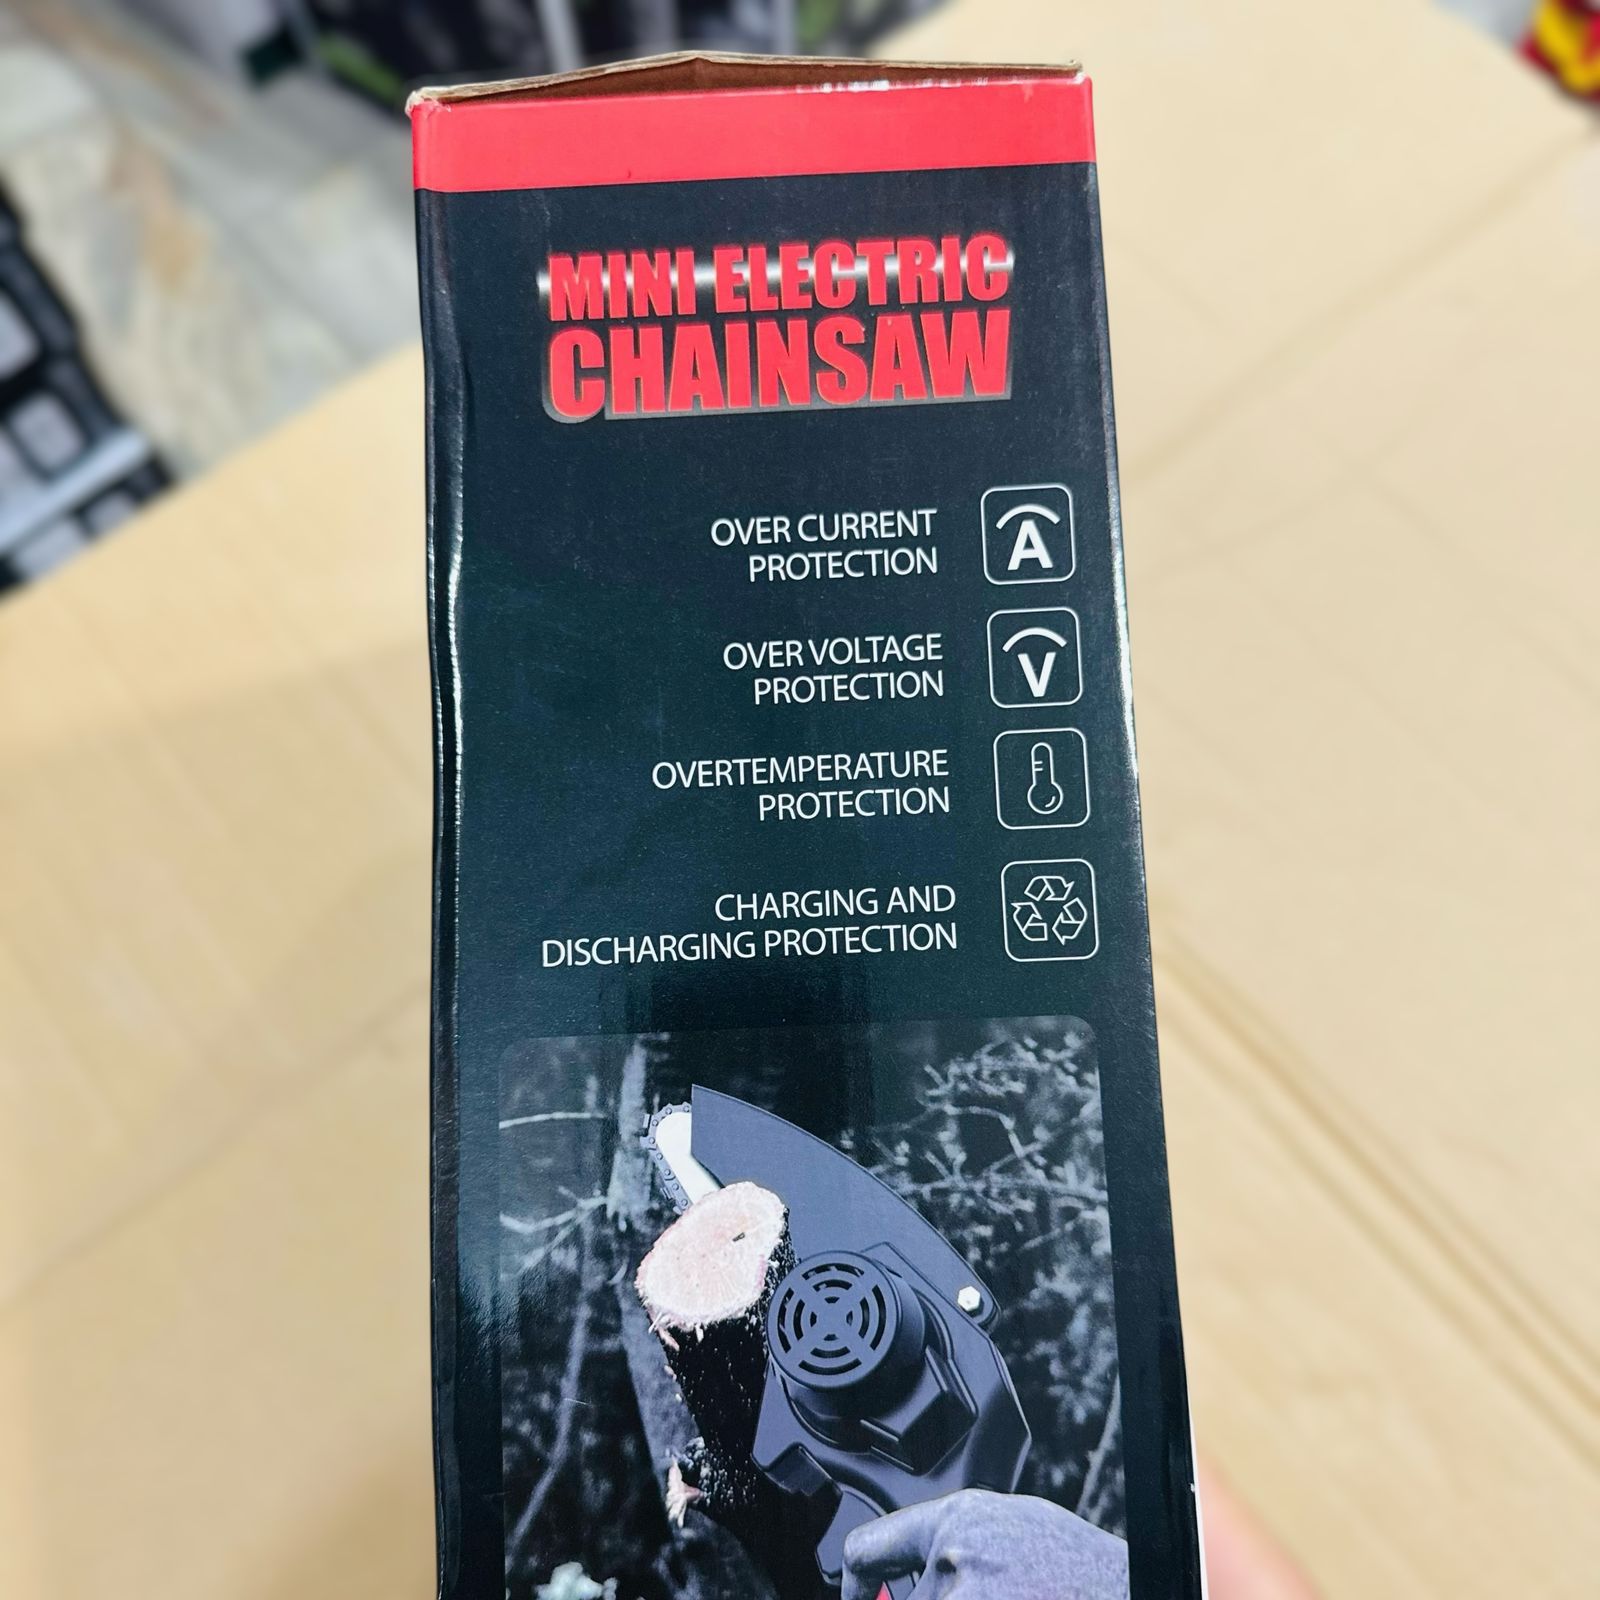 MINI ELECTRIC
CHAINSAW
OVER CURRENT
PROTECTION
A
OVER VOLTAGE
PROTECTION
V
OVERTEMPERATURE
PROTECTION
CHARGING AND
DISCHARGING PROTECTION